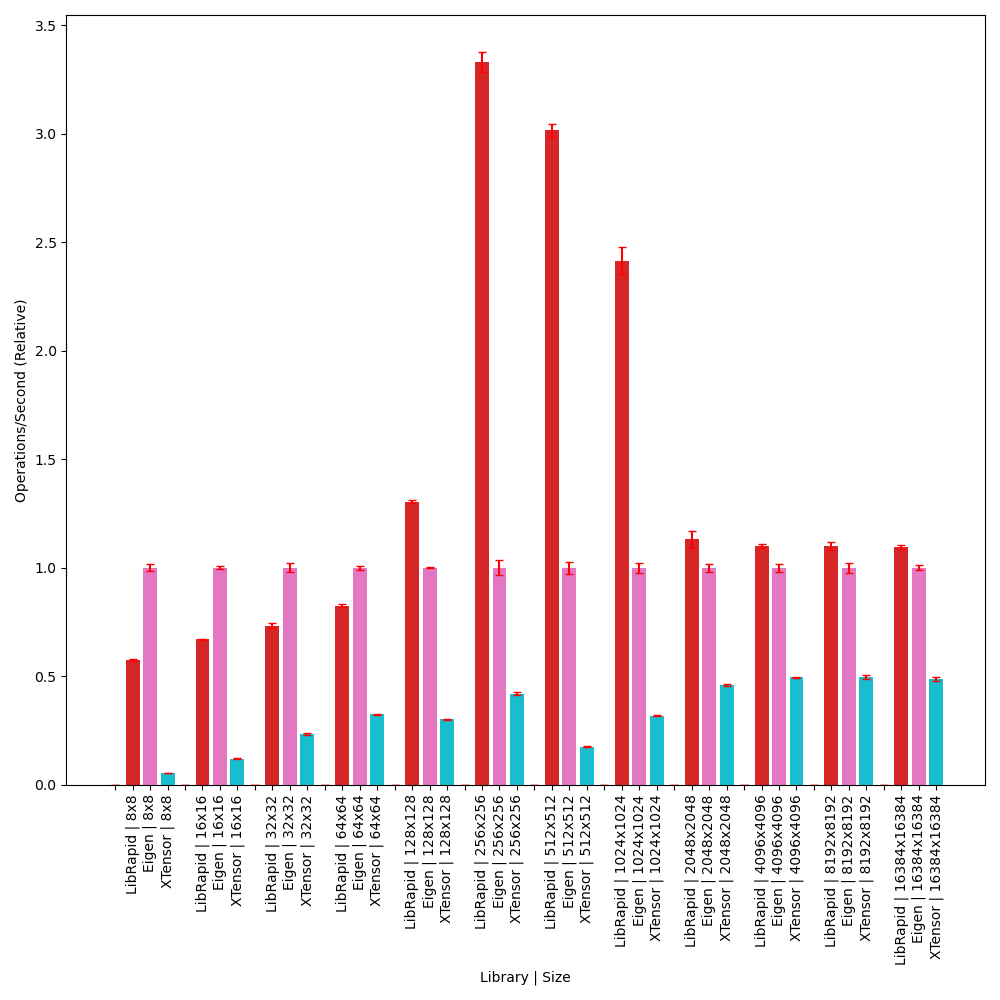 3.5
3.0
2.5
2.0
1.5
1.0
0.5
0.0
Operations/Second (Relative)
LibRapid | 8x8
Eigen | 8x8
XTensor | 8x8
LibRapid | 16x16
Eigen | 16x16
XTensor | 16x16
LibRapid | 32x32
Eigen | 32x32
XTensor | 32x32
LibRapid | 64x64
Eigen | 64x64
XTensor | 64x64
LibRapid | 128x128
Eigen | 128x128
XTensor | 128x128
LibRapid | 256x256
Eigen | 256x256
XTensor | 256x256
LibRapid | 512x512
Eigen | 512x512
XTensor | 512x512
LibRapid | 1024x1024
Eigen | 1024x1024
XTensor | 1024x1024
LibRapid | 2048x2048
Eigen | 2048x2048
XTensor | 2048x2048
LibRapid | 4096x4096
Eigen | 4096x4096
XTensor | 4096x4096
LibRapid | 8192x8192
Eigen | 8192x8192
XTensor | 8192x8192
LibRapid | 16384x16384
Eigen | 16384x16384
XTensor | 16384x16384
Library | Size